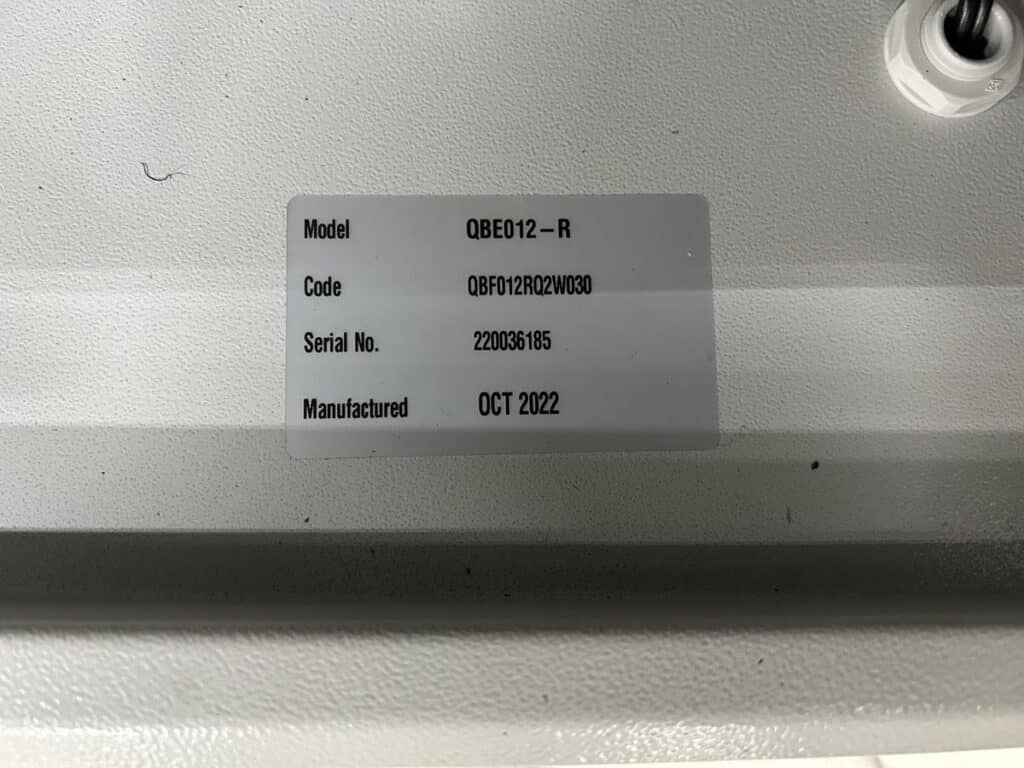 Model QBE012–R
Code QBF012RQ2W030
Serial No. 220036185
Manufactured OCT 2022